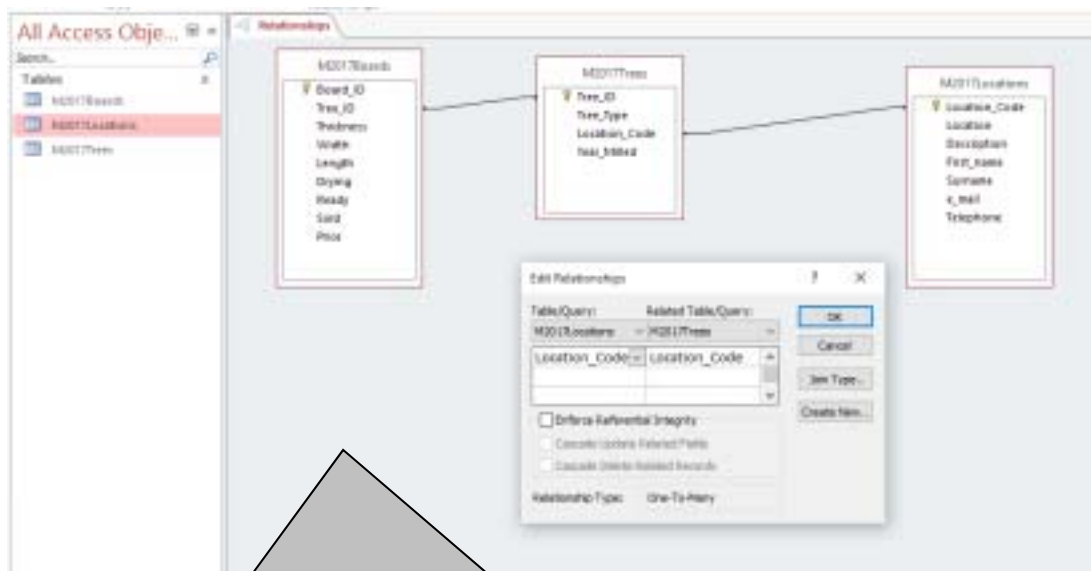 All Access Obje...
Search...
Tables
M2017Boards
M2017Locations
M2017Trees
Relationships
M2017Boards
Board_ID
Tree_ID
Thickness
Width
Length
Drying
Ready
Sold
Price
M2017Trees
Tree_ID
Tree_Type
Location_Code
Year_Milled
M2017Locations
Location_Code
Location
Description
First_name
Surname
e_mail
Telephone
Edit Relationships ? ×
Table/Query: Related Table/Query:
M2017Locations M2017Trees
Location_Code Location_Code
Enforce Referential Integrity
Cascade Update Related Fields
Cascade Delete Related Records
Relationship Type: One-To-Many
OK
Cancel
Join Type..
Create New..